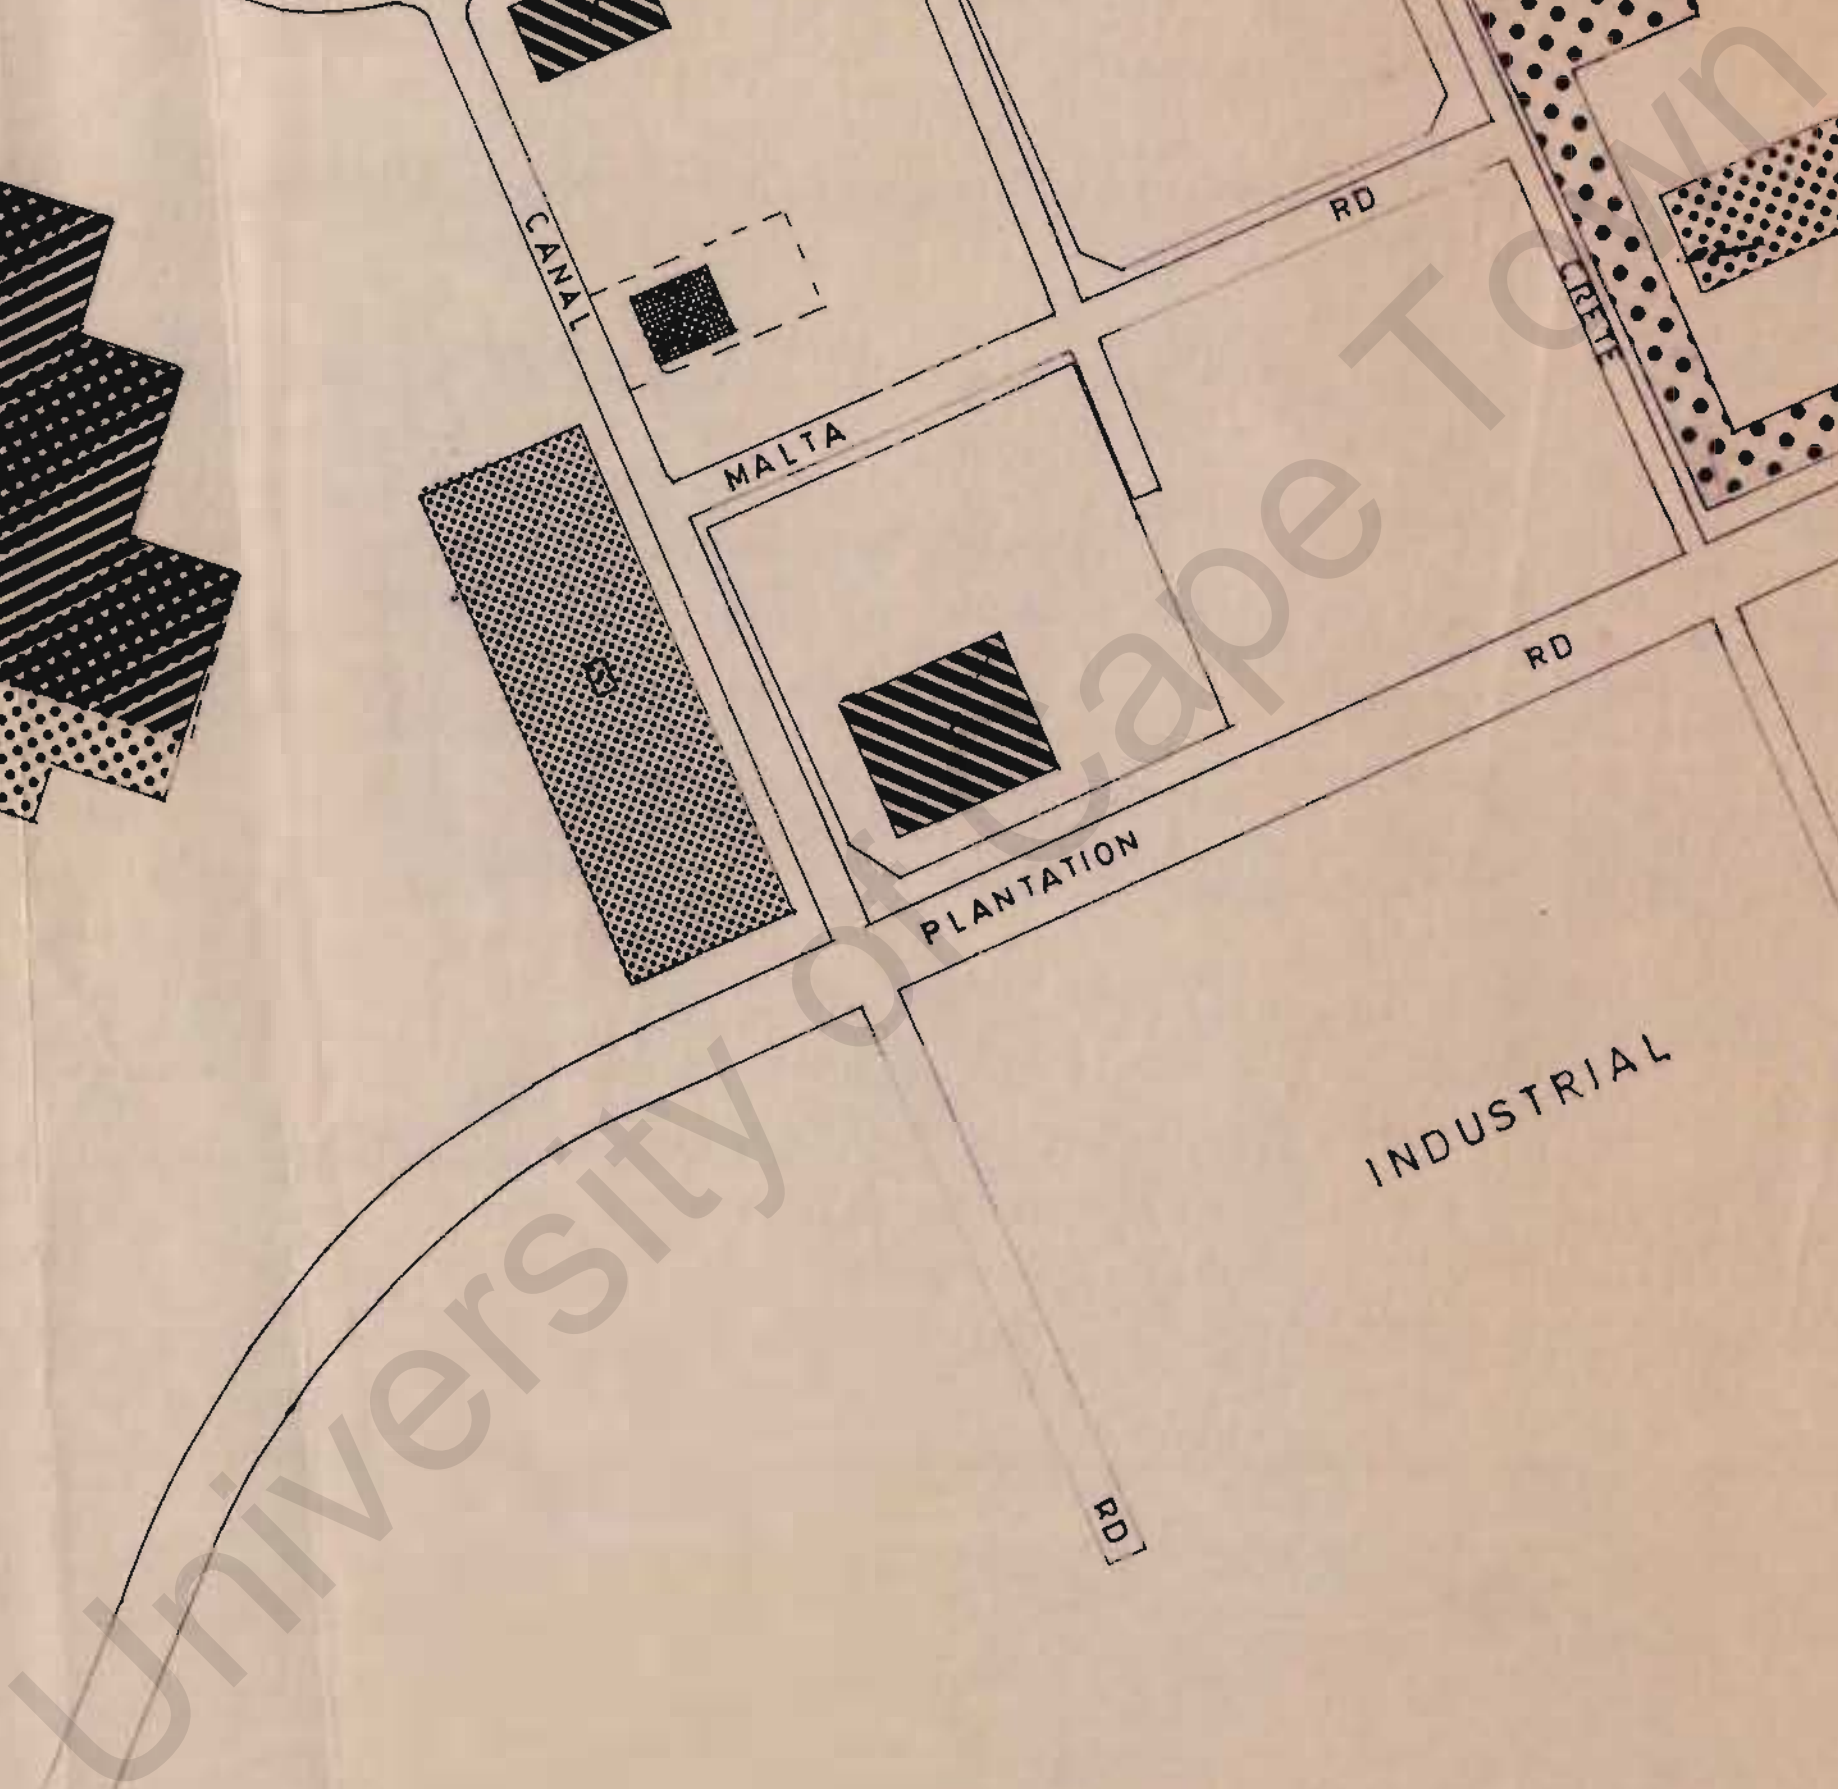 CANAL
RD
CRETE
MALTA
RD
PLANTATION
INDUSTRIAL
RD
University of Cape Town